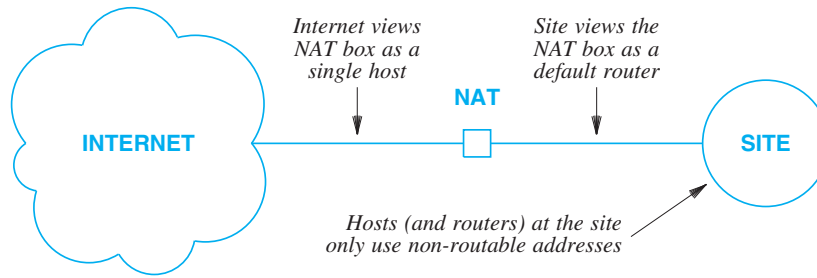 Internet views
NAT box as a
single host
Site views the
NAT box as a
default router
NAT
INTERNET
SITE
Hosts (and routers) at the site
only use non-routable addresses